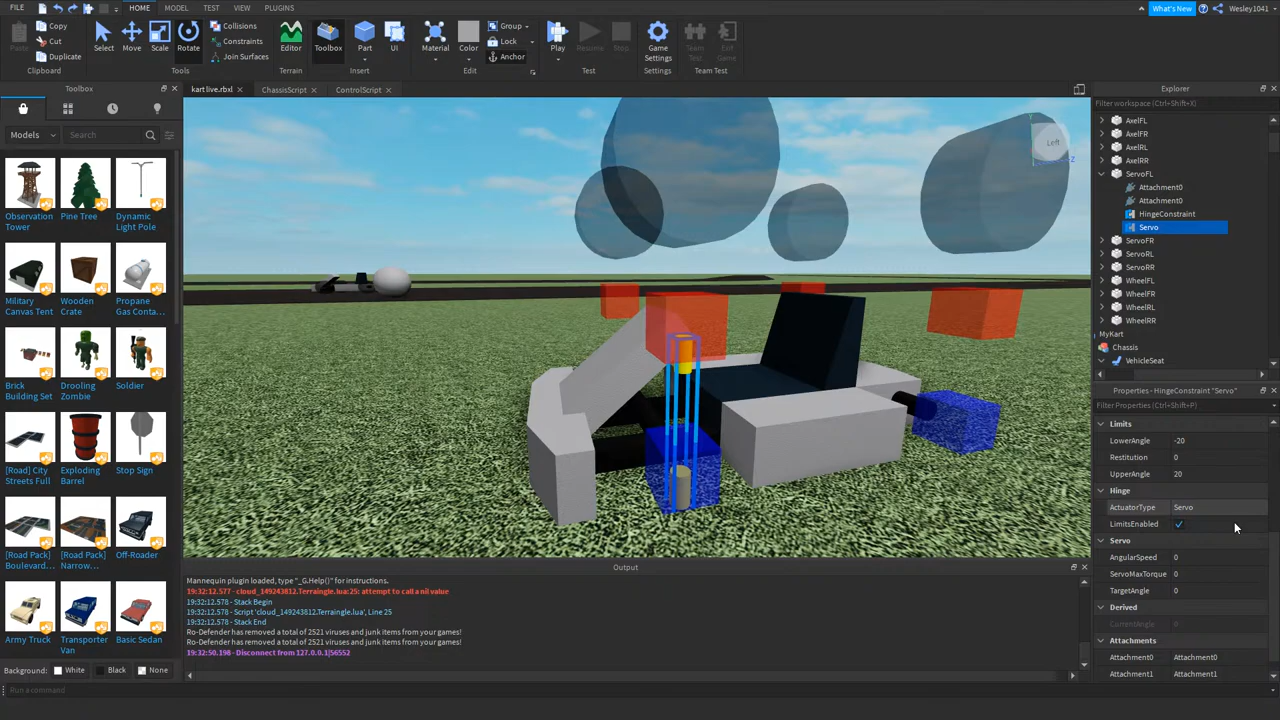 FILE HOME MODEL TEST VIEW PLUGINS What's New Wesley1041
Copy
Cut
Duplicate
Paste
Clipboard
Select Move Scale Rotate
Collisions
Constraints
Join Surfaces
Tools
Editor
Terrain
Toolbox Part UI
Insert
Material Color
Group
Lock
Anchor
Edit
Play Resume Stop
Test
Game Settings
Settings
Team Test Exit Game
Team Test
Toolbox
Models
Search
Observation Tower
Pine Tree
Dynamic Light Pole
Military Canvas Tent
Wooden Crate
Propane Gas Conta...
Brick Building Set
Drooling Zombie
Soldier
[Road] City Streets Full
Exploding Barrel
Stop Sign
[Road Pack] Boulevard...
[Road Pack] Narrow...
Off-Roader
Army Truck
Transporter Van
Basic Sedan
Background: White Black None
Run a command
kart live.rbxl ChassisScript ControlScript
Left
Y
Z
Output
Mannequin plugin loaded, type "_G.Help()" for instructions.
19:32:12.577 - cloud_149243812.Terraingle.lua:25: attempt to call a nil value
19:32:12.578 - Stack Begin
19:32:12.578 - Script 'cloud_149243812.Terraingle.lua', Line 25
19:32:12.578 - Stack End
Ro-Defender has removed a total of 2521 viruses and junk items from your games!
Ro-Defender has removed a total of 2521 viruses and junk items from your games!
19:32:50.198 - Disconnect from 127.0.0.1|56552
Explorer
Filter workspace (Ctrl+Shift+X)
AxelFL
AxelFR
AxelRL
AxelRR
ServoFL
Attachment0
Attachment0
HingeConstraint
Servo
ServoFR
ServoRL
ServoRR
WheelFL
WheelFR
WheelRL
WheelRR
MyKart
Chassis
VehicleSeat
Properties - HingeConstraint "Servo"
Filter Properties (Ctrl+Shift+P)
Limits
LowerAngle -20
Restitution 0
UpperAngle 20
Hinge
ActuatorType Servo
LimitsEnabled
Servo
AngularSpeed 0
ServoMaxTorque 0
TargetAngle 0
Derived
CurrentAngle 0
Attachments
Attachment0 Attachment0
Attachment1 Attachment1